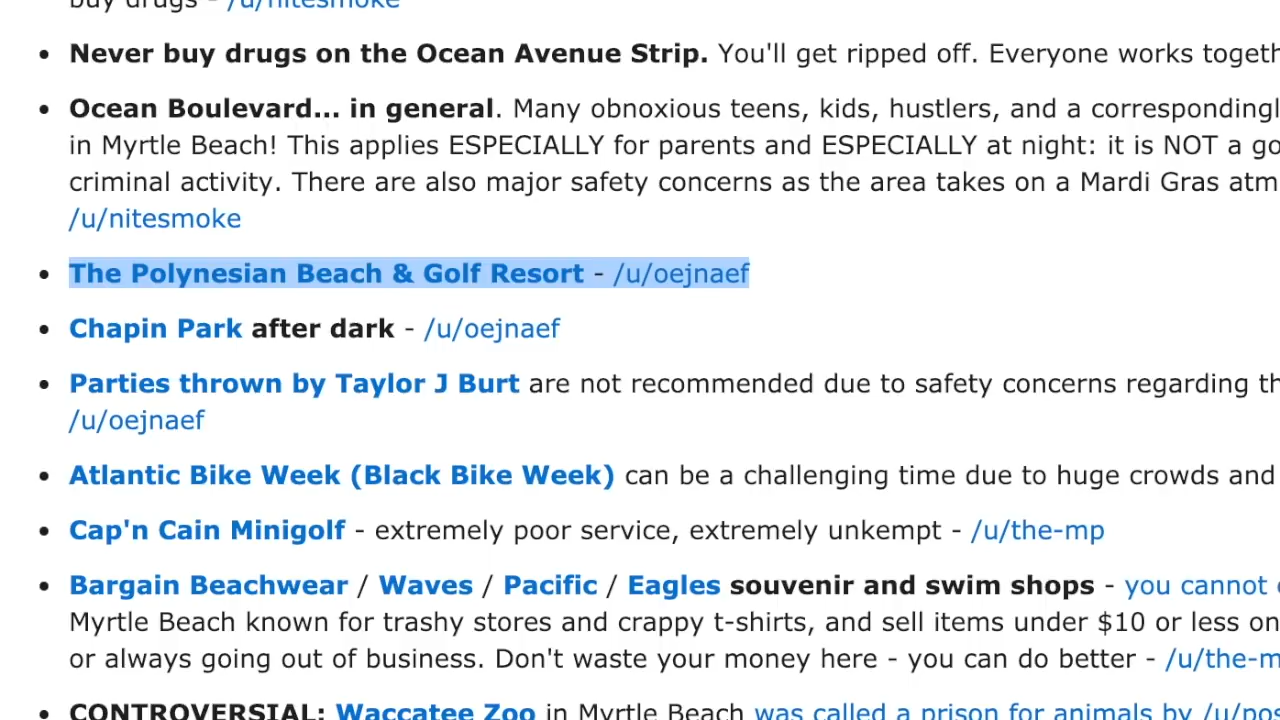 buy drugs - /u/nitesmoke
Never buy drugs on the Ocean Avenue Strip. You'll get ripped off. Everyone works togeth
Ocean Boulevard... in general. Many obnoxious teens, kids, hustlers, and a correspondingl
in Myrtle Beach! This applies ESPECIALLY for parents and ESPECIALLY at night: it is NOT a go
criminal activity. There are also major safety concerns as the area takes on a Mardi Gras atm
/u/nitesmoke
The Polynesian Beach & Golf Resort - /u/oejnaef
Chapin Park after dark - /u/oejnaef
Parties thrown by Taylor J Burt are not recommended due to safety concerns regarding th
/u/oejnaef
Atlantic Bike Week (Black Bike Week) can be a challenging time due to huge crowds and
Cap'n Cain Minigolf - extremely poor service, extremely unkempt - /u/the-mp
Bargain Beachwear / Waves / Pacific / Eagles souvenir and swim shops - you cannot
Myrtle Beach known for trashy stores and crappy t-shirts, and sell items under $10 or less on
or always going out of business. Don't waste your money here - you can do better - /u/the-m
CONTROVERSIAL: Waccatee Zoo in Myrtle Beach was called a prison for animals by /u/pos